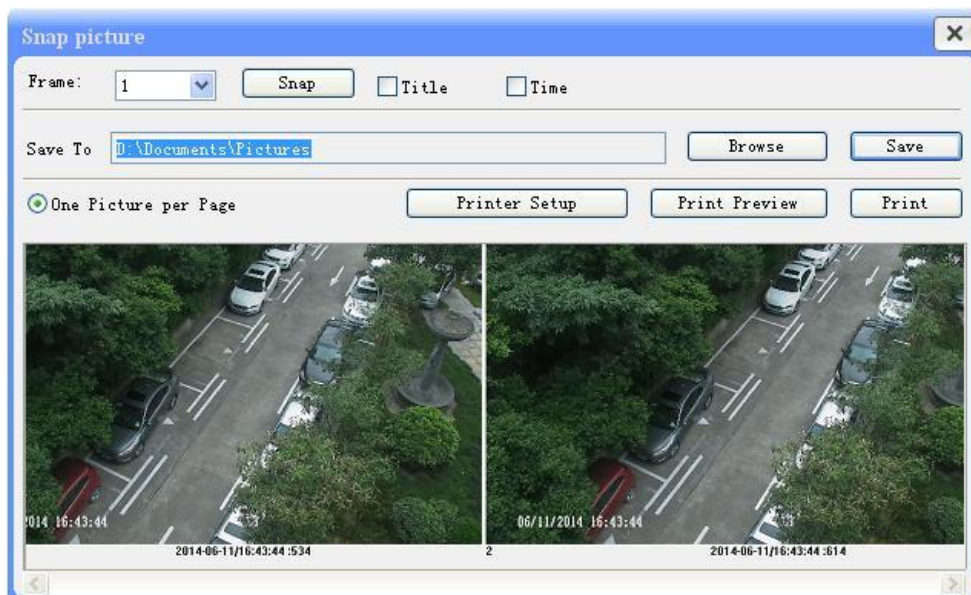 Snap picture
Frame: 1 Snap Title Time
Save To D:\Documents\Pictures Browse Save
One Picture per Page Printer Setup Print Preview Print
2014 16:43:44
06/11/2014 16:43:44
2014-06-11/16:43:44 :534 2 2014-06-11/16:43:44 :614